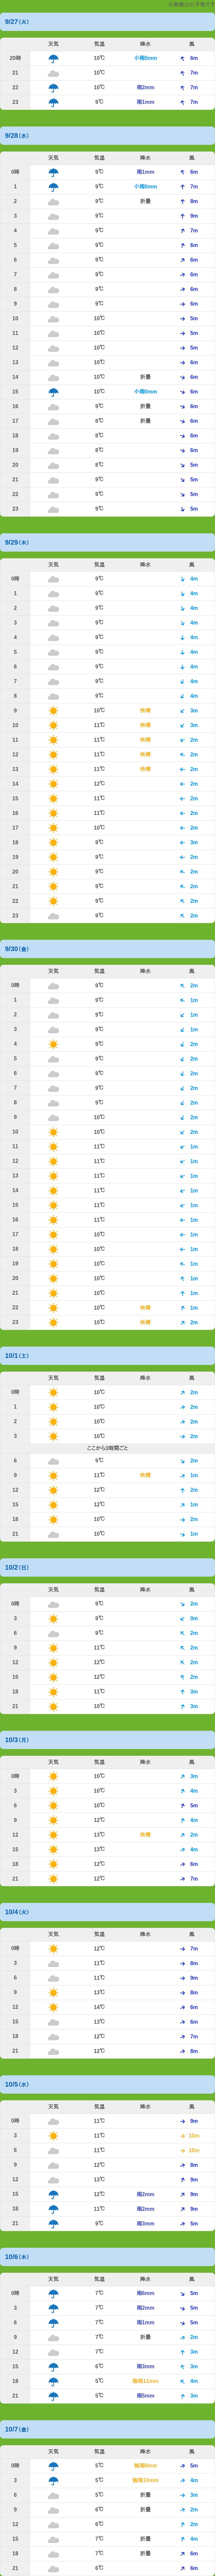 9/27(火)
天気 気温 降水 風
20時 10℃ 小雨0mm 6m
21 10℃ 7m
22 10℃ 雨2mm 7m
23 9℃ 雨1mm 7m
9/28(水)
天気 気温 降水 風
0時 9℃ 雨1mm 6m
1 9℃ 小雨0mm 7m
2 9℃ 折曇 8m
3 9℃ 9m
4 9℃ 7m
5 9℃ 6m
6 9℃ 6m
7 9℃ 6m
8 9℃ 6m
9 9℃ 6m
10 10℃ 5m
11 10℃ 5m
12 10℃ 5m
13 10℃ 6m
14 10℃ 折曇 6m
15 10℃ 小雨0mm 6m
16 9℃ 折曇 6m
17 8℃ 折曇 6m
18 8℃ 6m
19 8℃ 6m
20 8℃ 5m
21 9℃ 5m
22 9℃ 5m
23 9℃ 5m
9/29(木)
天気 気温 降水 風
0時 9℃ 4m
1 9℃ 4m
2 9℃ 4m
3 9℃ 4m
4 9℃ 4m
5 9℃ 4m
6 9℃ 4m
7 9℃ 4m
8 9℃ 4m
9 10℃ 快晴 3m
10 11℃ 快晴 3m
11 11℃ 快晴 2m
12 11℃ 快晴 2m
13 11℃ 快晴 2m
14 12℃ 2m
15 11℃ 2m
16 11℃ 2m
17 10℃ 2m
18 9℃ 3m
19 9℃ 2m
20 9℃ 2m
21 9℃ 2m
22 9℃ 2m
23 9℃ 2m
9/30(金)
天気 気温 降水 風
0時 9℃ 2m
1 9℃ 1m
2 9℃ 1m
3 9℃ 1m
4 9℃ 2m
5 9℃ 2m
6 9℃ 2m
7 9℃ 2m
8 9℃ 2m
9 10℃ 2m
10 10℃ 2m
11 11℃ 1m
12 11℃ 1m
13 11℃ 1m
14 11℃ 1m
15 11℃ 1m
16 11℃ 1m
17 10℃ 1m
18 10℃ 1m
19 10℃ 1m
20 10℃ 1m
21 10℃ 1m
22 10℃ 快晴 1m
23 10℃ 快晴 2m
10/1(土)
天気 気温 降水 風
0時 10℃ 2m
1 10℃ 2m
2 10℃ 2m
3 10℃ 2m
ここから3時間ごと
6 9℃ 2m
9 11℃ 快晴 1m
12 12℃ 2m
15 12℃ 1m
18 10℃ 2m
21 10℃ 1m
10/2(日)
天気 気温 降水 風
0時 9℃ 2m
3 9℃ 0m
6 9℃ 2m
9 11℃ 2m
12 12℃ 2m
15 12℃ 2m
18 11℃ 3m
21 10℃ 3m
10/3(月)
天気 気温 降水 風
0時 10℃ 3m
3 10℃ 4m
6 10℃ 5m
9 12℃ 4m
12 13℃ 快晴 2m
15 13℃ 4m
18 12℃ 6m
21 12℃ 7m
10/4(火)
天気 気温 降水 風
0時 12℃ 7m
3 11℃ 8m
6 11℃ 9m
9 13℃ 8m
12 14℃ 6m
15 13℃ 6m
18 12℃ 7m
21 12℃ 8m
10/5(水)
天気 気温 降水 風
0時 11℃ 9m
3 11℃ 10m
6 11℃ 10m
9 12℃ 8m
12 13℃ 9m
15 12℃ 雨2mm 9m
18 11℃ 雨2mm 9m
21 9℃ 雨3mm 5m
10/6(木)
天気 気温 降水 風
0時 7℃ 雨6mm 5m
3 7℃ 雨2mm 5m
6 7℃ 雨1mm 5m
9 7℃ 折曇 2m
12 7℃ 3m
15 6℃ 雨3mm 3m
18 5℃ 強雨11mm 4m
21 5℃ 雨5mm 3m
10/7(金)
天気 気温 降水 風
0時 5℃ 5m
3 5℃ 強雨10mm 4m
6 5℃ 折曇 3m
9 6℃ 折曇 2m
12 6℃ 2m
15 7℃ 折曇 4m
18 7℃ 折曇 6m
21 6℃ 6m